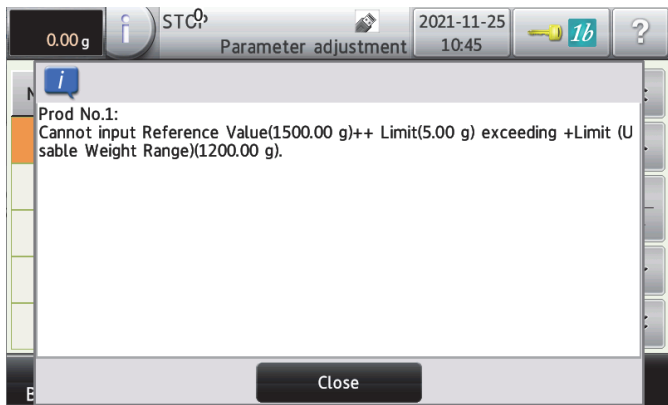 0.00 g
i
STOP
Parameter adjustment
2021-11-25
10:45
1b
?
i
Prod No.1:
Cannot input Reference Value(1500.00 g)++ Limit(5.00 g) exceeding +Limit (U
sable Weight Range)(1200.00 g).
Close